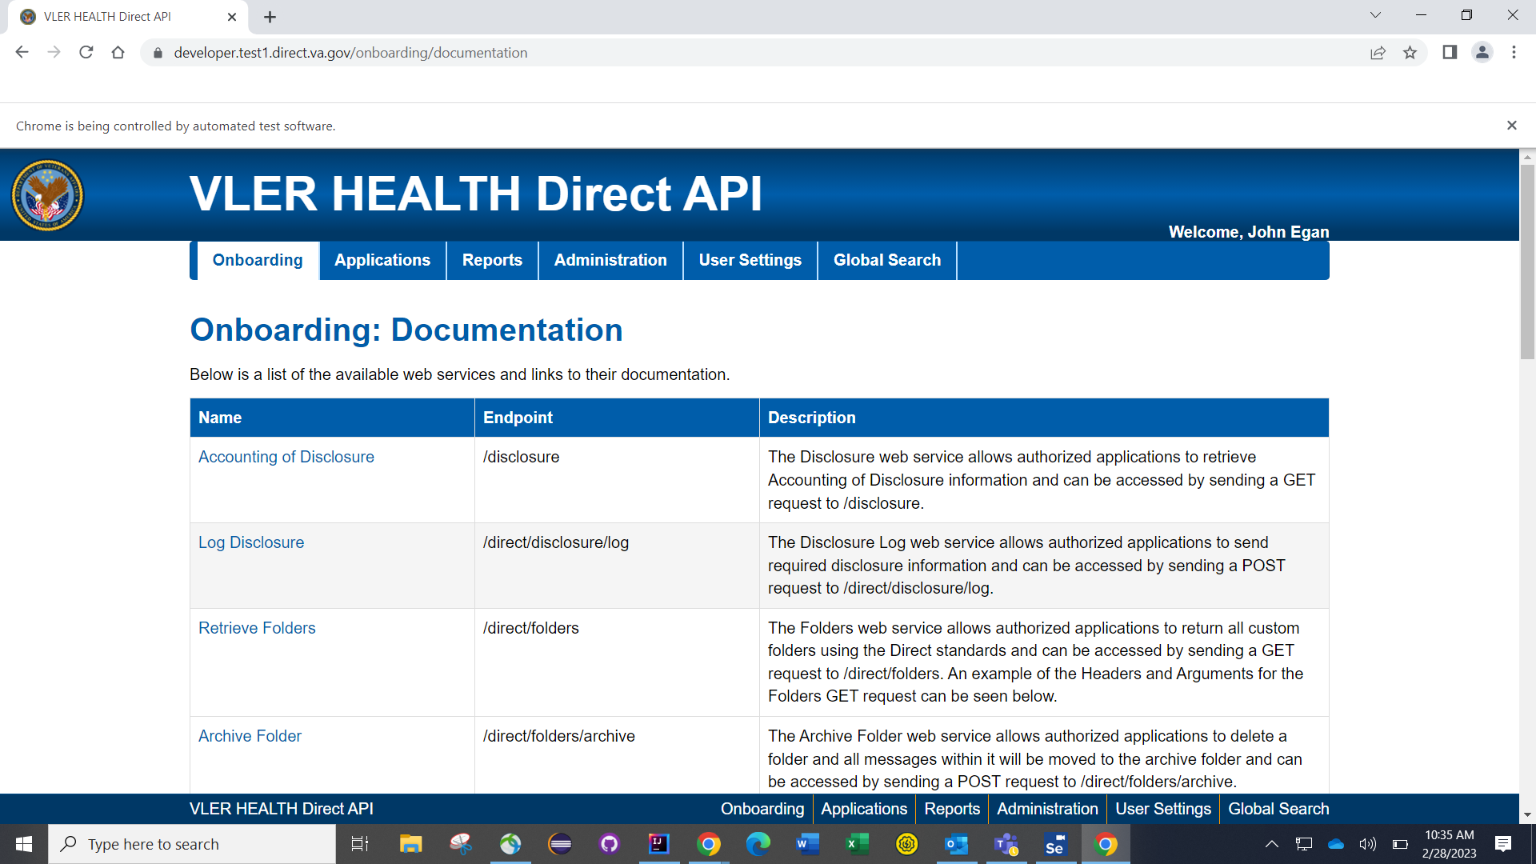 VLER HEALTH Direct API
developer.test1.direct.va.gov/onboarding/documentation
Chrome is being controlled by automated test software.
VLER HEALTH Direct API
Welcome, John Egan
Onboarding Applications Reports Administration User Settings Global Search
Onboarding: Documentation
Below is a list of the available web services and links to their documentation.
Name Endpoint Description
Accounting of Disclosure /disclosure The Disclosure web service allows authorized applications to retrieve
Accounting of Disclosure information and can be accessed by sending a GET
request to /disclosure.
Log Disclosure /direct/disclosure/log The Disclosure Log web service allows authorized applications to send
required disclosure information and can be accessed by sending a POST
request to /direct/disclosure/log.
Retrieve Folders /direct/folders The Folders web service allows authorized applications to return all custom
folders using the Direct standards and can be accessed by sending a GET
request to /direct/folders. An example of the Headers and Arguments for the
Folders GET request can be seen below.
Archive Folder /direct/folders/archive The Archive Folder web service allows authorized applications to delete a
folder and all messages within it will be moved to the archive folder and can
be accessed by sending a POST request to /direct/folders/archive.
VLER HEALTH Direct API Onboarding Applications Reports Administration User Settings Global Search
Type here to search
10:35 AM
2/28/2023